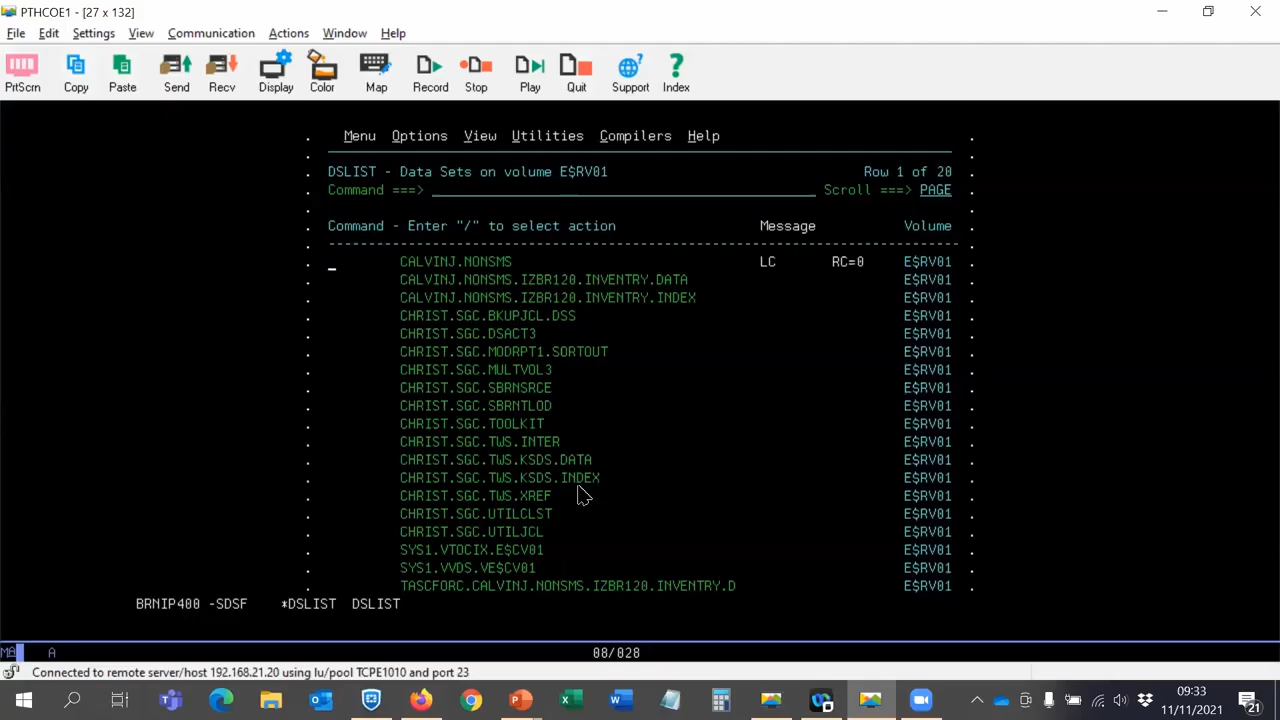 PTHCOE1 - [27 x 132]
File Edit Settings View Communication Actions Window Help
PrtScrn Copy Paste Send Recv Display Color Map Record Stop Play Quit Support Index
Menu Options View Utilities Compilers Help
DSLIST - Data Sets on volume E$RV01 Row 1 of 20
Command ===> Scroll ===> PAGE
Command - Enter "/" to select action Message Volume
CALVINJ.NONSMS LC RC=0 E$RV01
CALVINJ.NONSMS.IZBR120.INVENTRY.DATA E$RV01
CALVINJ.NONSMS.IZBR120.INVENTRY.INDEX E$RV01
CHRIST.SGC.BKUPJCL.DSS E$RV01
CHRIST.SGC.DSACT3 E$RV01
CHRIST.SGC.MODRPT1.SORTOUT E$RV01
CHRIST.SGC.MULTVOL3 E$RV01
CHRIST.SGC.SBRNSRCE E$RV01
CHRIST.SGC.SBRNTLOD E$RV01
CHRIST.SGC.TOOLKIT E$RV01
CHRIST.SGC.TWS.INTER E$RV01
CHRIST.SGC.TWS.KSDS.DATA E$RV01
CHRIST.SGC.TWS.KSDS.INDEX E$RV01
CHRIST.SGC.TWS.XREF E$RV01
CHRIST.SGC.UTILCLST E$RV01
CHRIST.SGC.UTILJCL E$RV01
SYS1.VTOCIX.E$CV01 E$RV01
SYS1.VVDS.VE$CV01 E$RV01
TASCFORC.CALVINJ.NONSMS.IZBR120.INVENTRY.D E$RV01
BRNIP400 -SDSF *DSLIST DSLIST
MA A 08/028
Connected to remote server/host 192.168.21.20 using lu/pool TCPE1010 and port 23
09:33
11/11/2021
21